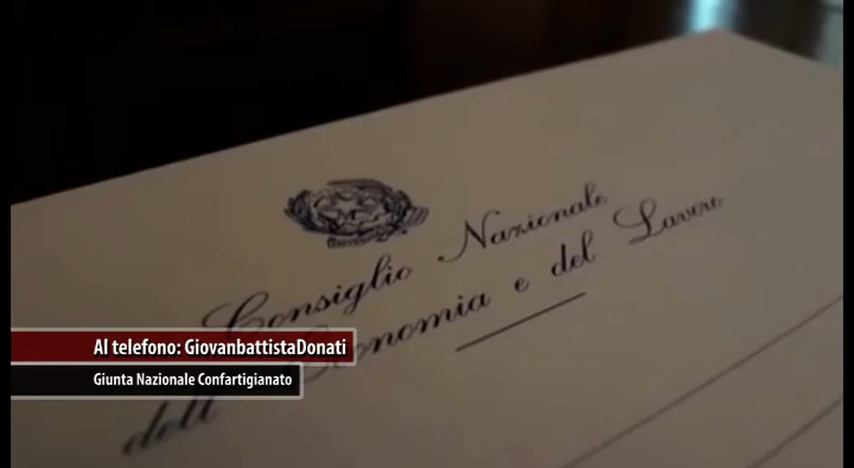 Consiglio Nazionale
dell'Economia e del Lavoro
Al telefono: GiovanbattistaDonati
Giunta Nazionale Confartigianato